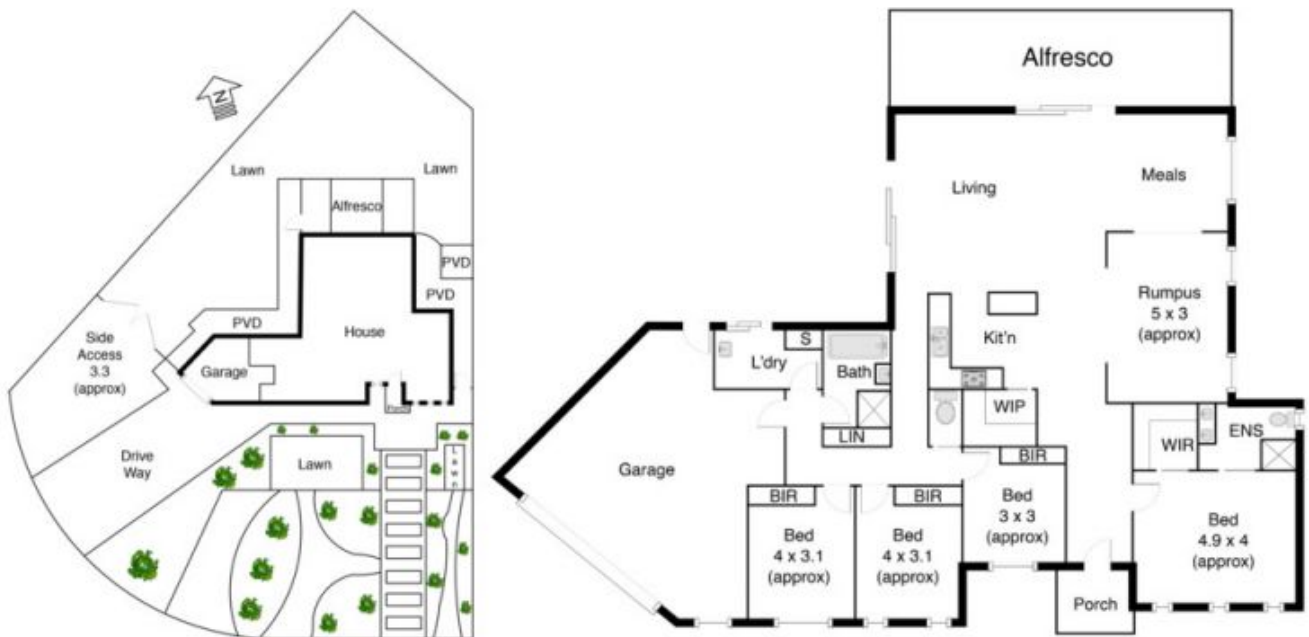 N
Lawn
Lawn
Alfresco
PVD
PVD
PVD
House
Side
Access
3.3
(approx)
Garage
Drive
Way
Lawn
L
a
w
n
Alfresco
Living
Meals
Rumpus
5 x 3
(approx)
Kit'n
S
L'dry
Bath
WIP
LIN
WIR
ENS
Garage
BIR
BIR
BIR
Bed
3 x 3
(approx)
Bed
4 x 3.1
(approx)
Bed
4 x 3.1
(approx)
Bed
4.9 x 4
(approx)
Porch